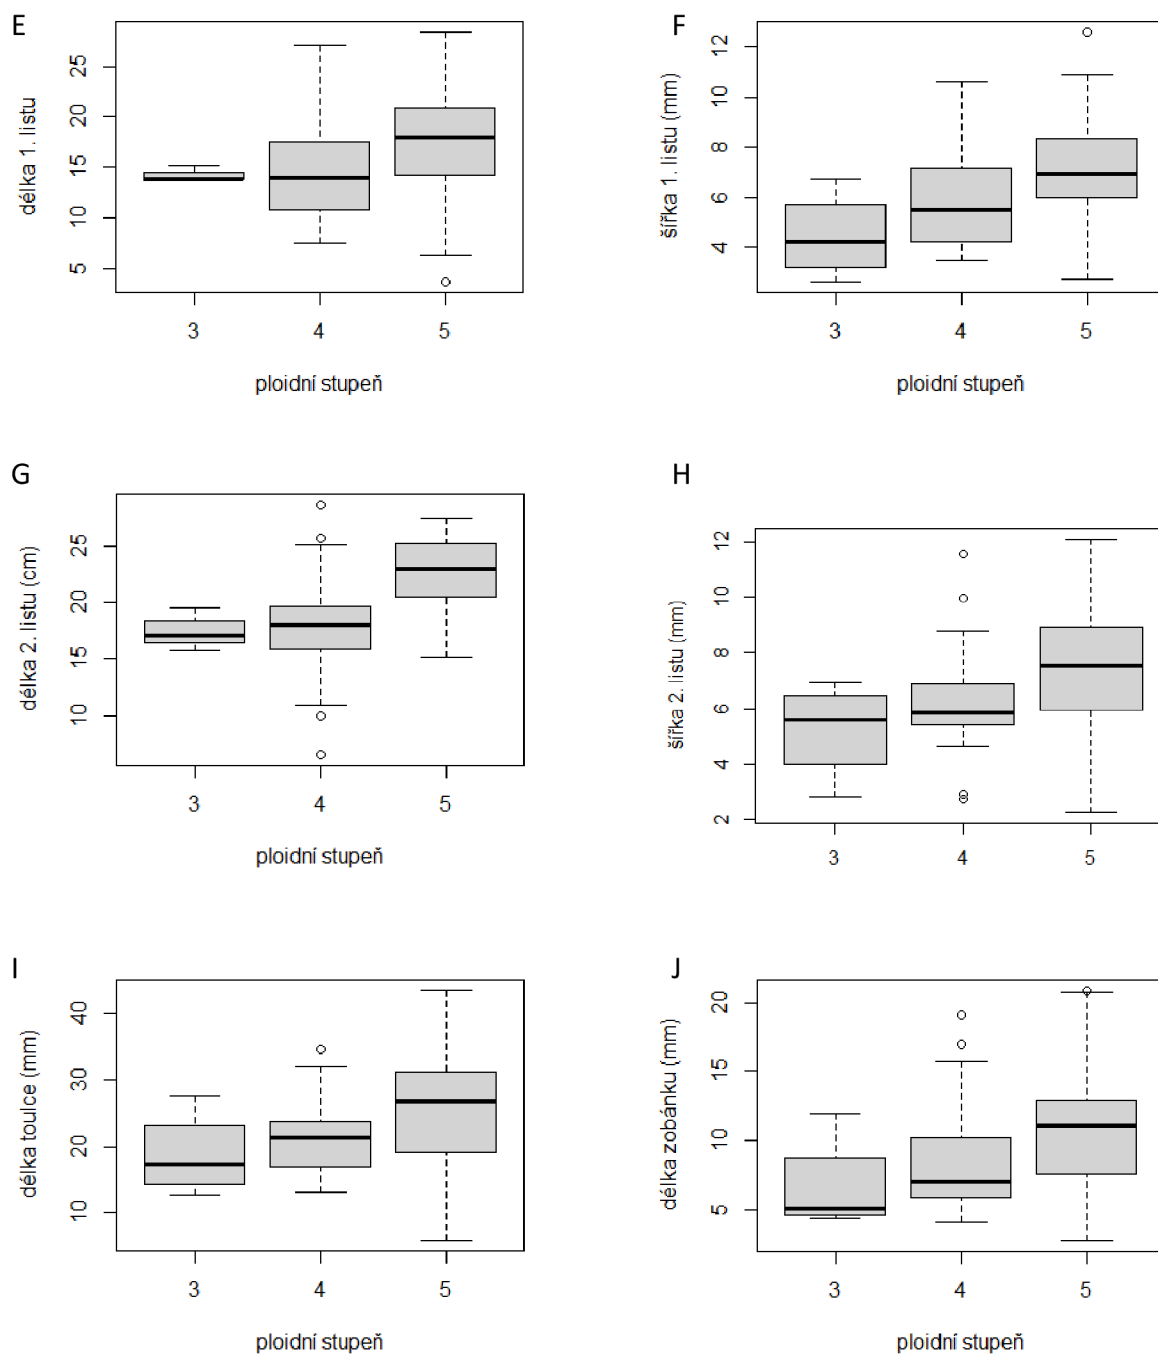 E
délka 1. listu
5 10 15 20 25
3 4 5
ploidní stupeň
F
šířka 1. listu (mm)
4 6 8 10 12
3 4 5
ploidní stupeň
G
délka 2. listu (cm)
10 15 20 25
3 4 5
ploidní stupeň
H
šířka 2. listu (mm)
2 4 6 8 10 12
3 4 5
I
délka toulce (mm)
10 20 30 40
3 4 5
ploidní stupeň
J
délka zobánku (mm)
5 10 15 20
3 4 5
ploidní stupeň